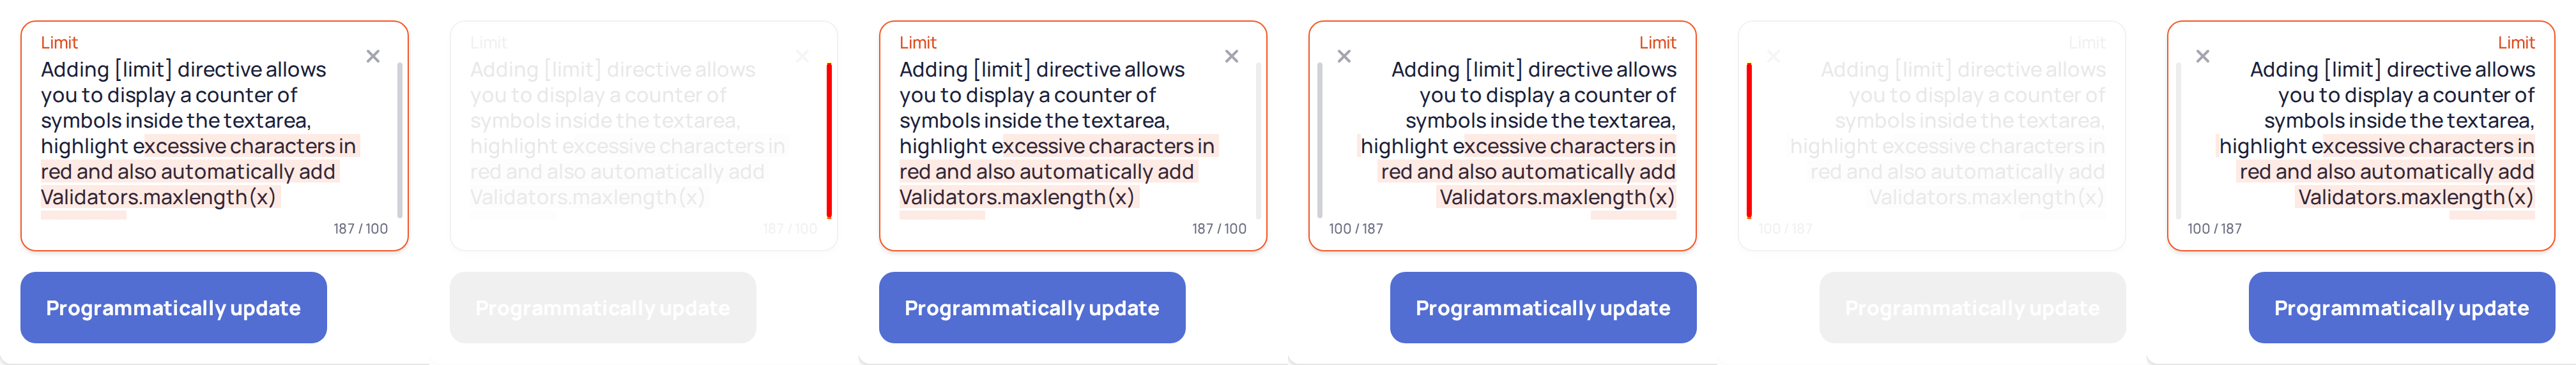 Limit
Adding [limit] directive allows
you to display a counter of
symbols inside the textarea,
highlight excessive characters in
red and also automatically add
Validators.maxlength(x)
187 / 100
Programmatically update
Limit
Adding [limit] directive allows
you to display a counter of
symbols inside the textarea,
highlight excessive characters in
red and also automatically add
Validators.maxlength(x)
187 / 100
Programmatically update
Limit
Adding [limit] directive allows
you to display a counter of
symbols inside the textarea,
highlight excessive characters in
red and also automatically add
Validators.maxlength(x)
187 / 100
Programmatically update
Limit
Adding [limit] directive allows
you to display a counter of
symbols inside the textarea,
highlight excessive characters in
red and also automatically add
Validators.maxlength(x)
100 / 187
Programmatically update
Limit
Adding [limit] directive allows
you to display a counter of
symbols inside the textarea,
highlight excessive characters in
red and also automatically add
Validators.maxlength(x)
100 / 187
Programmatically update
Limit
Adding [limit] directive allows
you to display a counter of
symbols inside the textarea,
highlight excessive characters in
red and also automatically add
Validators.maxlength(x)
100 / 187
Programmatically update